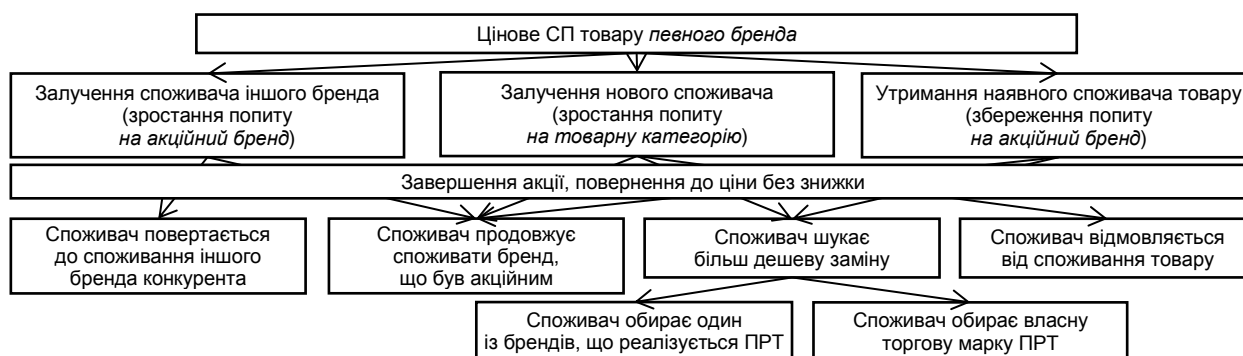 Цінове СП товару певного бренда
Залучення споживача іншого бренда
(зростання попиту
на акційний бренд)
Залучення нового споживача
(зростання попиту
на товарну категорію)
Утримання наявного споживача товару
(збереження попиту
на акційний бренд)
Завершення акції, повернення до ціни без знижки
Споживач повертається
до споживання іншого
бренда конкурента
Споживач продовжує
споживати бренд,
що був акційним
Споживач шукає
більш дешеву заміну
Споживач відмовляється
від споживання товару
Споживач обирає один
із брендів, що реалізується ПРТ
Споживач обирає власну
торгову марку ПРТ